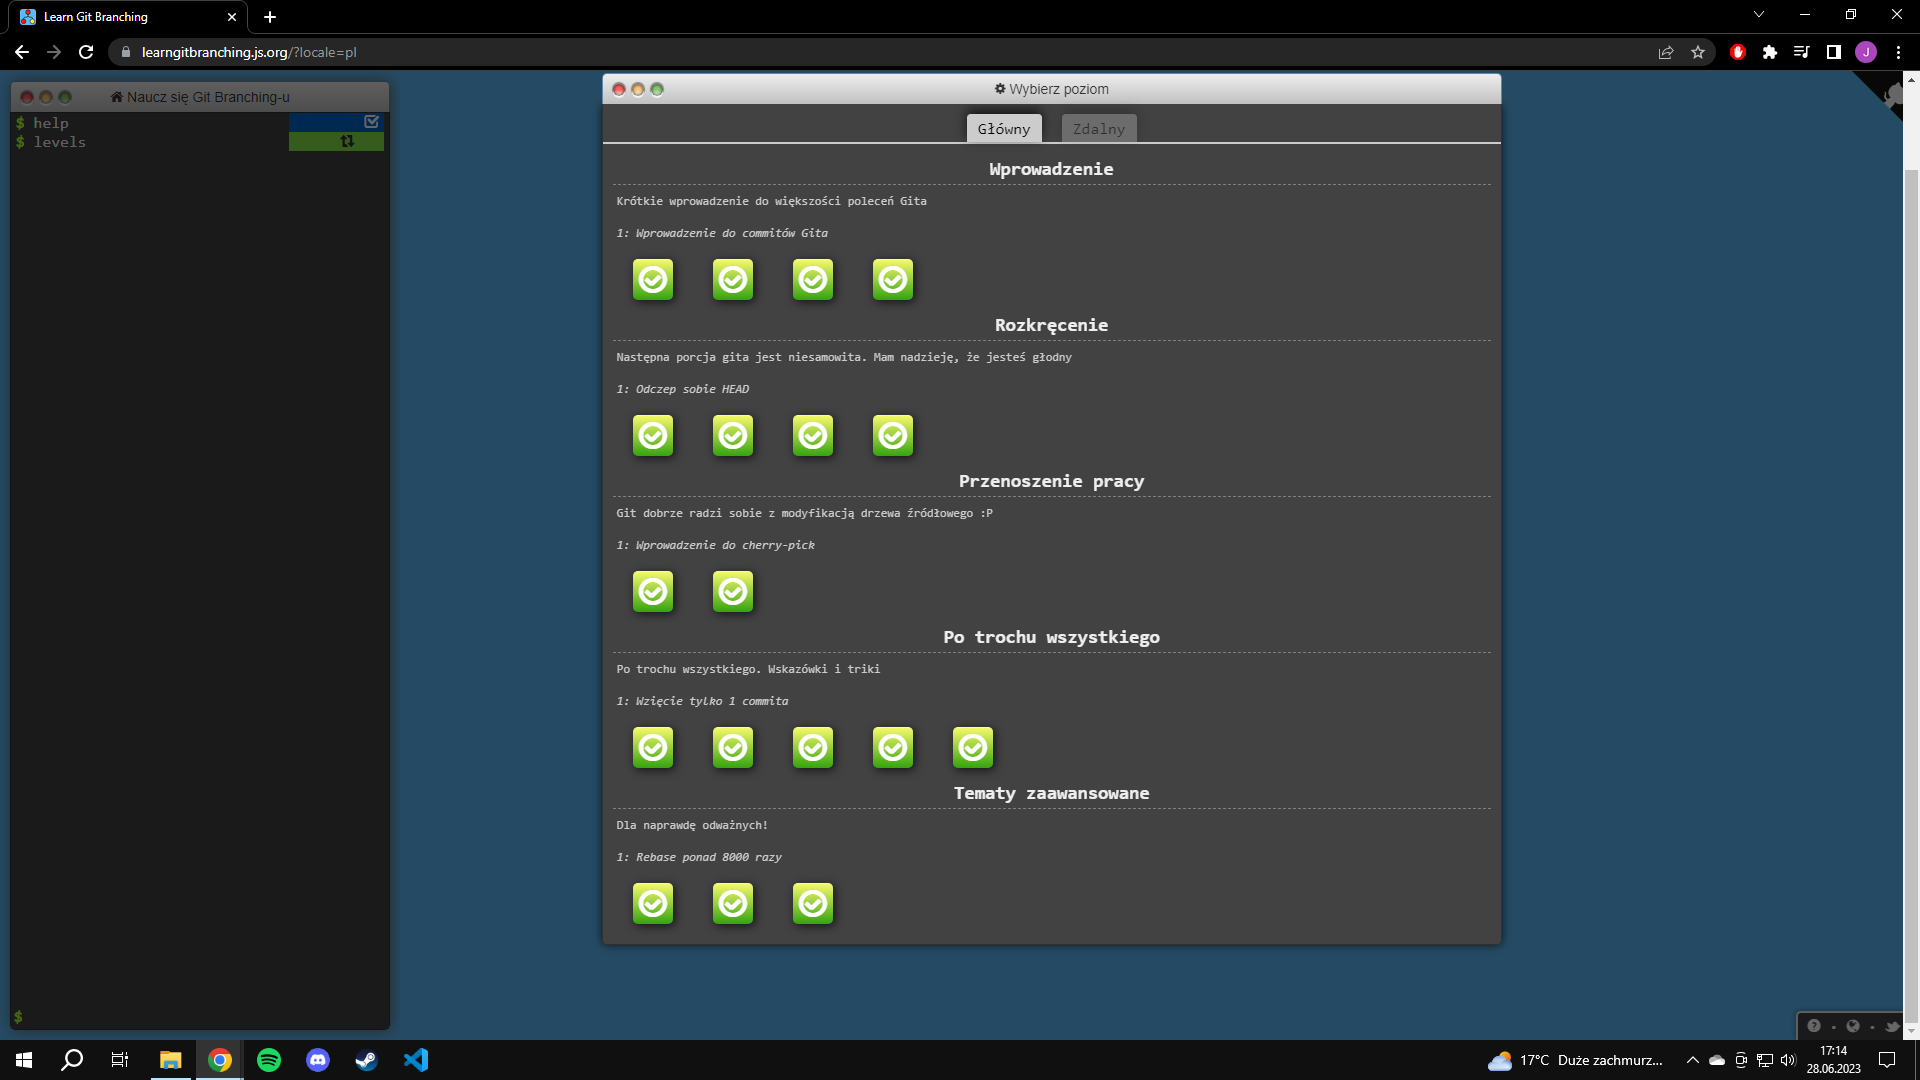 Learn Git Branching
learngitbranching.js.org/?locale=pl
J
Naucz się Git Branching-u
$ help
$ levels
$
Wybierz poziom
Główny
Zdalny
Wprowadzenie
Krótkie wprowadzenie do większości poleceń Gita
1: Wprowadzenie do commitów Gita
Rozkręcenie
Następna porcja gita jest niesamowita. Mam nadzieję, że jesteś głodny
1: Odczep sobie HEAD
Przenoszenie pracy
Git dobrze radzi sobie z modyfikacją drzewa źródłowego :P
1: Wprowadzenie do cherry-pick
Po trochu wszystkiego
Po trochu wszystkiego. Wskazówki i triki
1: Wzięcie tylko 1 commita
Tematy zaawansowane
Dla naprawdę odważnych!
1: Rebase ponad 8000 razy
17°C Duże zachmurz...
17:14
28.06.2023